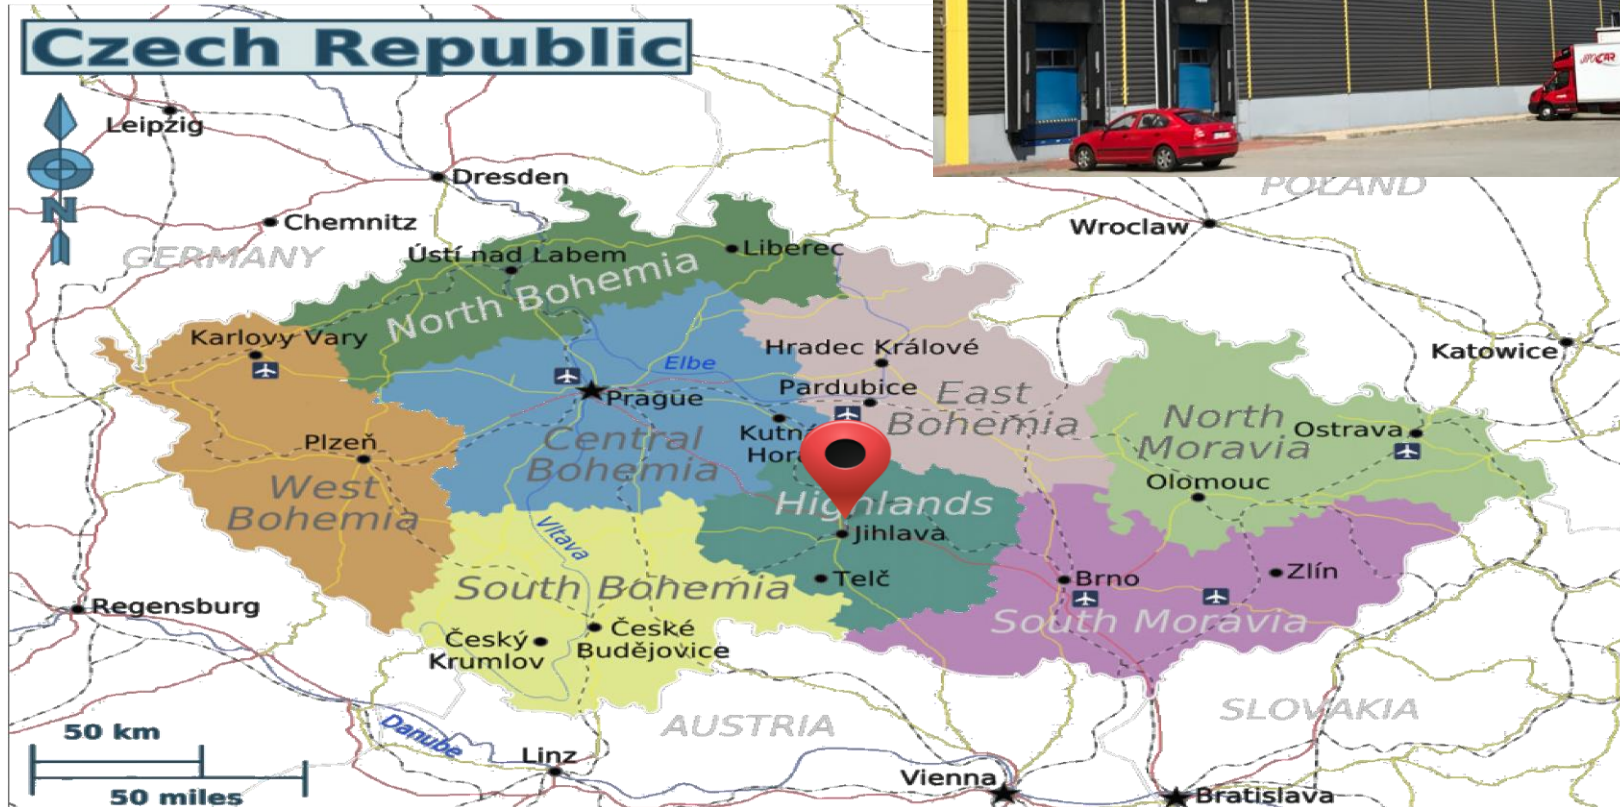 Czech Republic
Leipzig
N
Dresden
Chemnitz
GERMANY
POLAND
Wroclaw
Ústí nad Labem
Liberec
North Bohemia
Karlovy Vary
Elbe
Hradec Králové
Katowice
Prague
Pardubice
East
Bohemia
Plzeň
Central
Bohemia
Kutn
Hor
North
Moravia
Ostrava
Olomouc
West
Bohemia
Highlands
Jihlava
Vltava
Telč
Brno
Zlín
South Bohemia
South Moravia
Regensburg
Český
Krumlov
České
Budějovice
AUSTRIA
SLOVAKIA
Danube
50 km
50 miles
Linz
Vienna
Bratislava